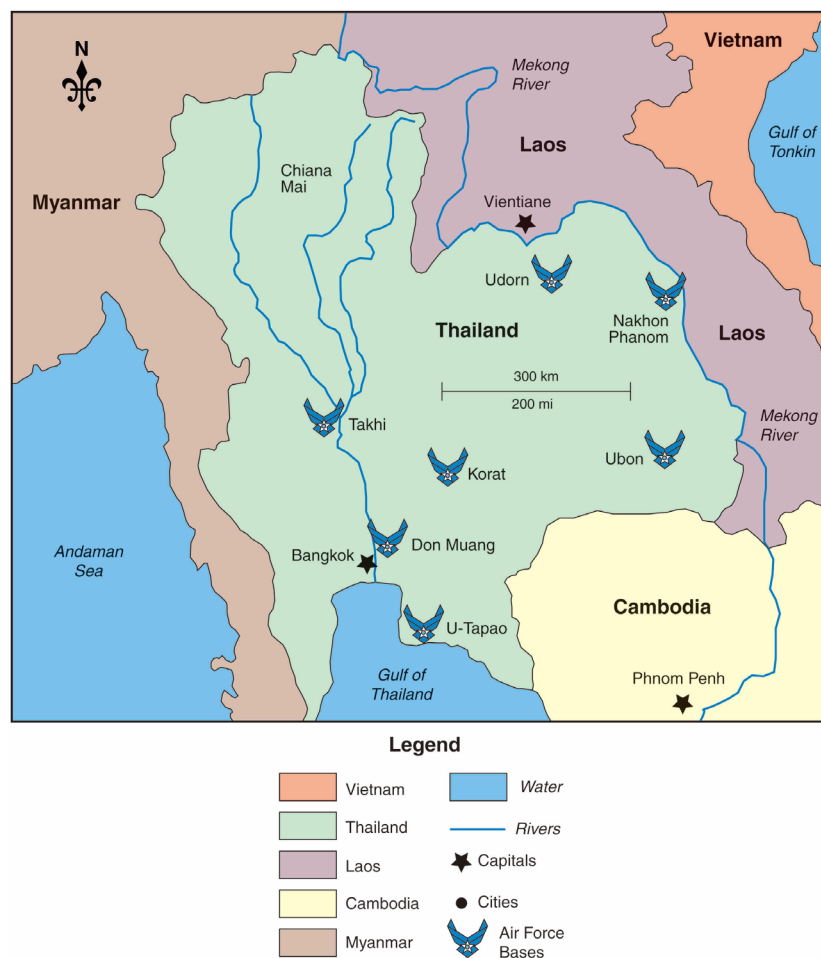 N
Vietnam
Mekong
River
Gulf of
Tonkin
Laos
Chiana
Mai
Myanmar
Vientiane
Udorn
Nakhon
Phanom
Thailand
Laos
300 km
200 mi
Takhi
Mekong
River
Ubon
Korat
Andaman
Sea
Don Muang
Bangkok
Cambodia
U-Tapao
Gulf of
Thailand
Phnom Penh
Legend
Vietnam
Water
Thailand
Rivers
Laos
Capitals
Cambodia
Cities
Myanmar
Air Force
Bases